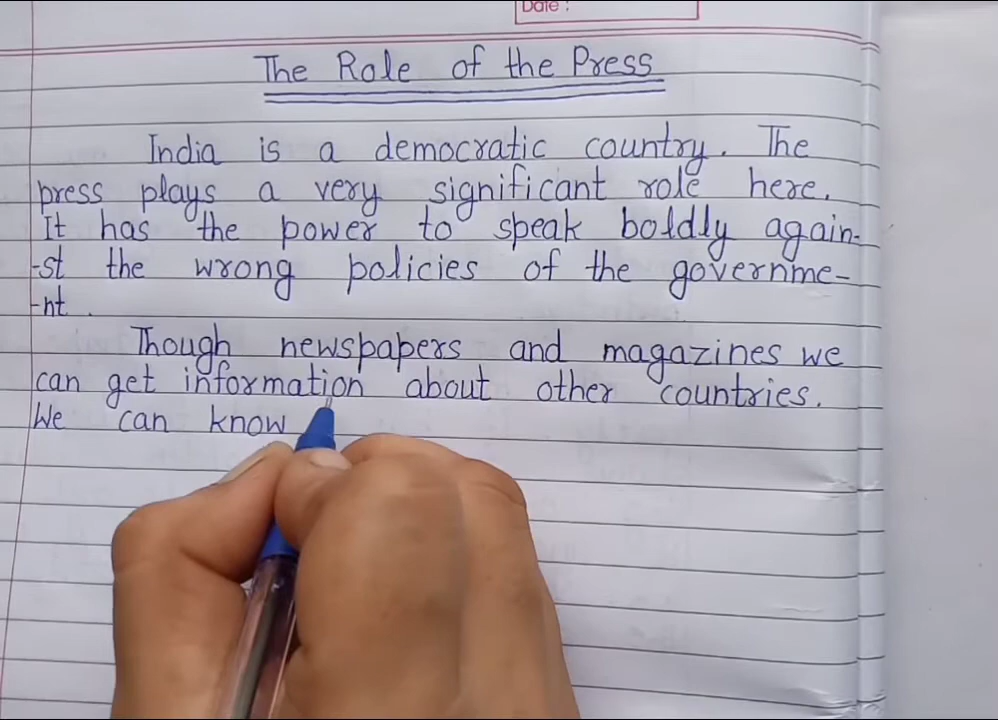 Date :
The Role of the Press
India is a democratic country. The
press plays a very significant role here.
It has the power to speak boldly again-
-st the wrong policies of the governme-
-nt.
Though newspapers and magazines we
can get information about other countries.
We can know